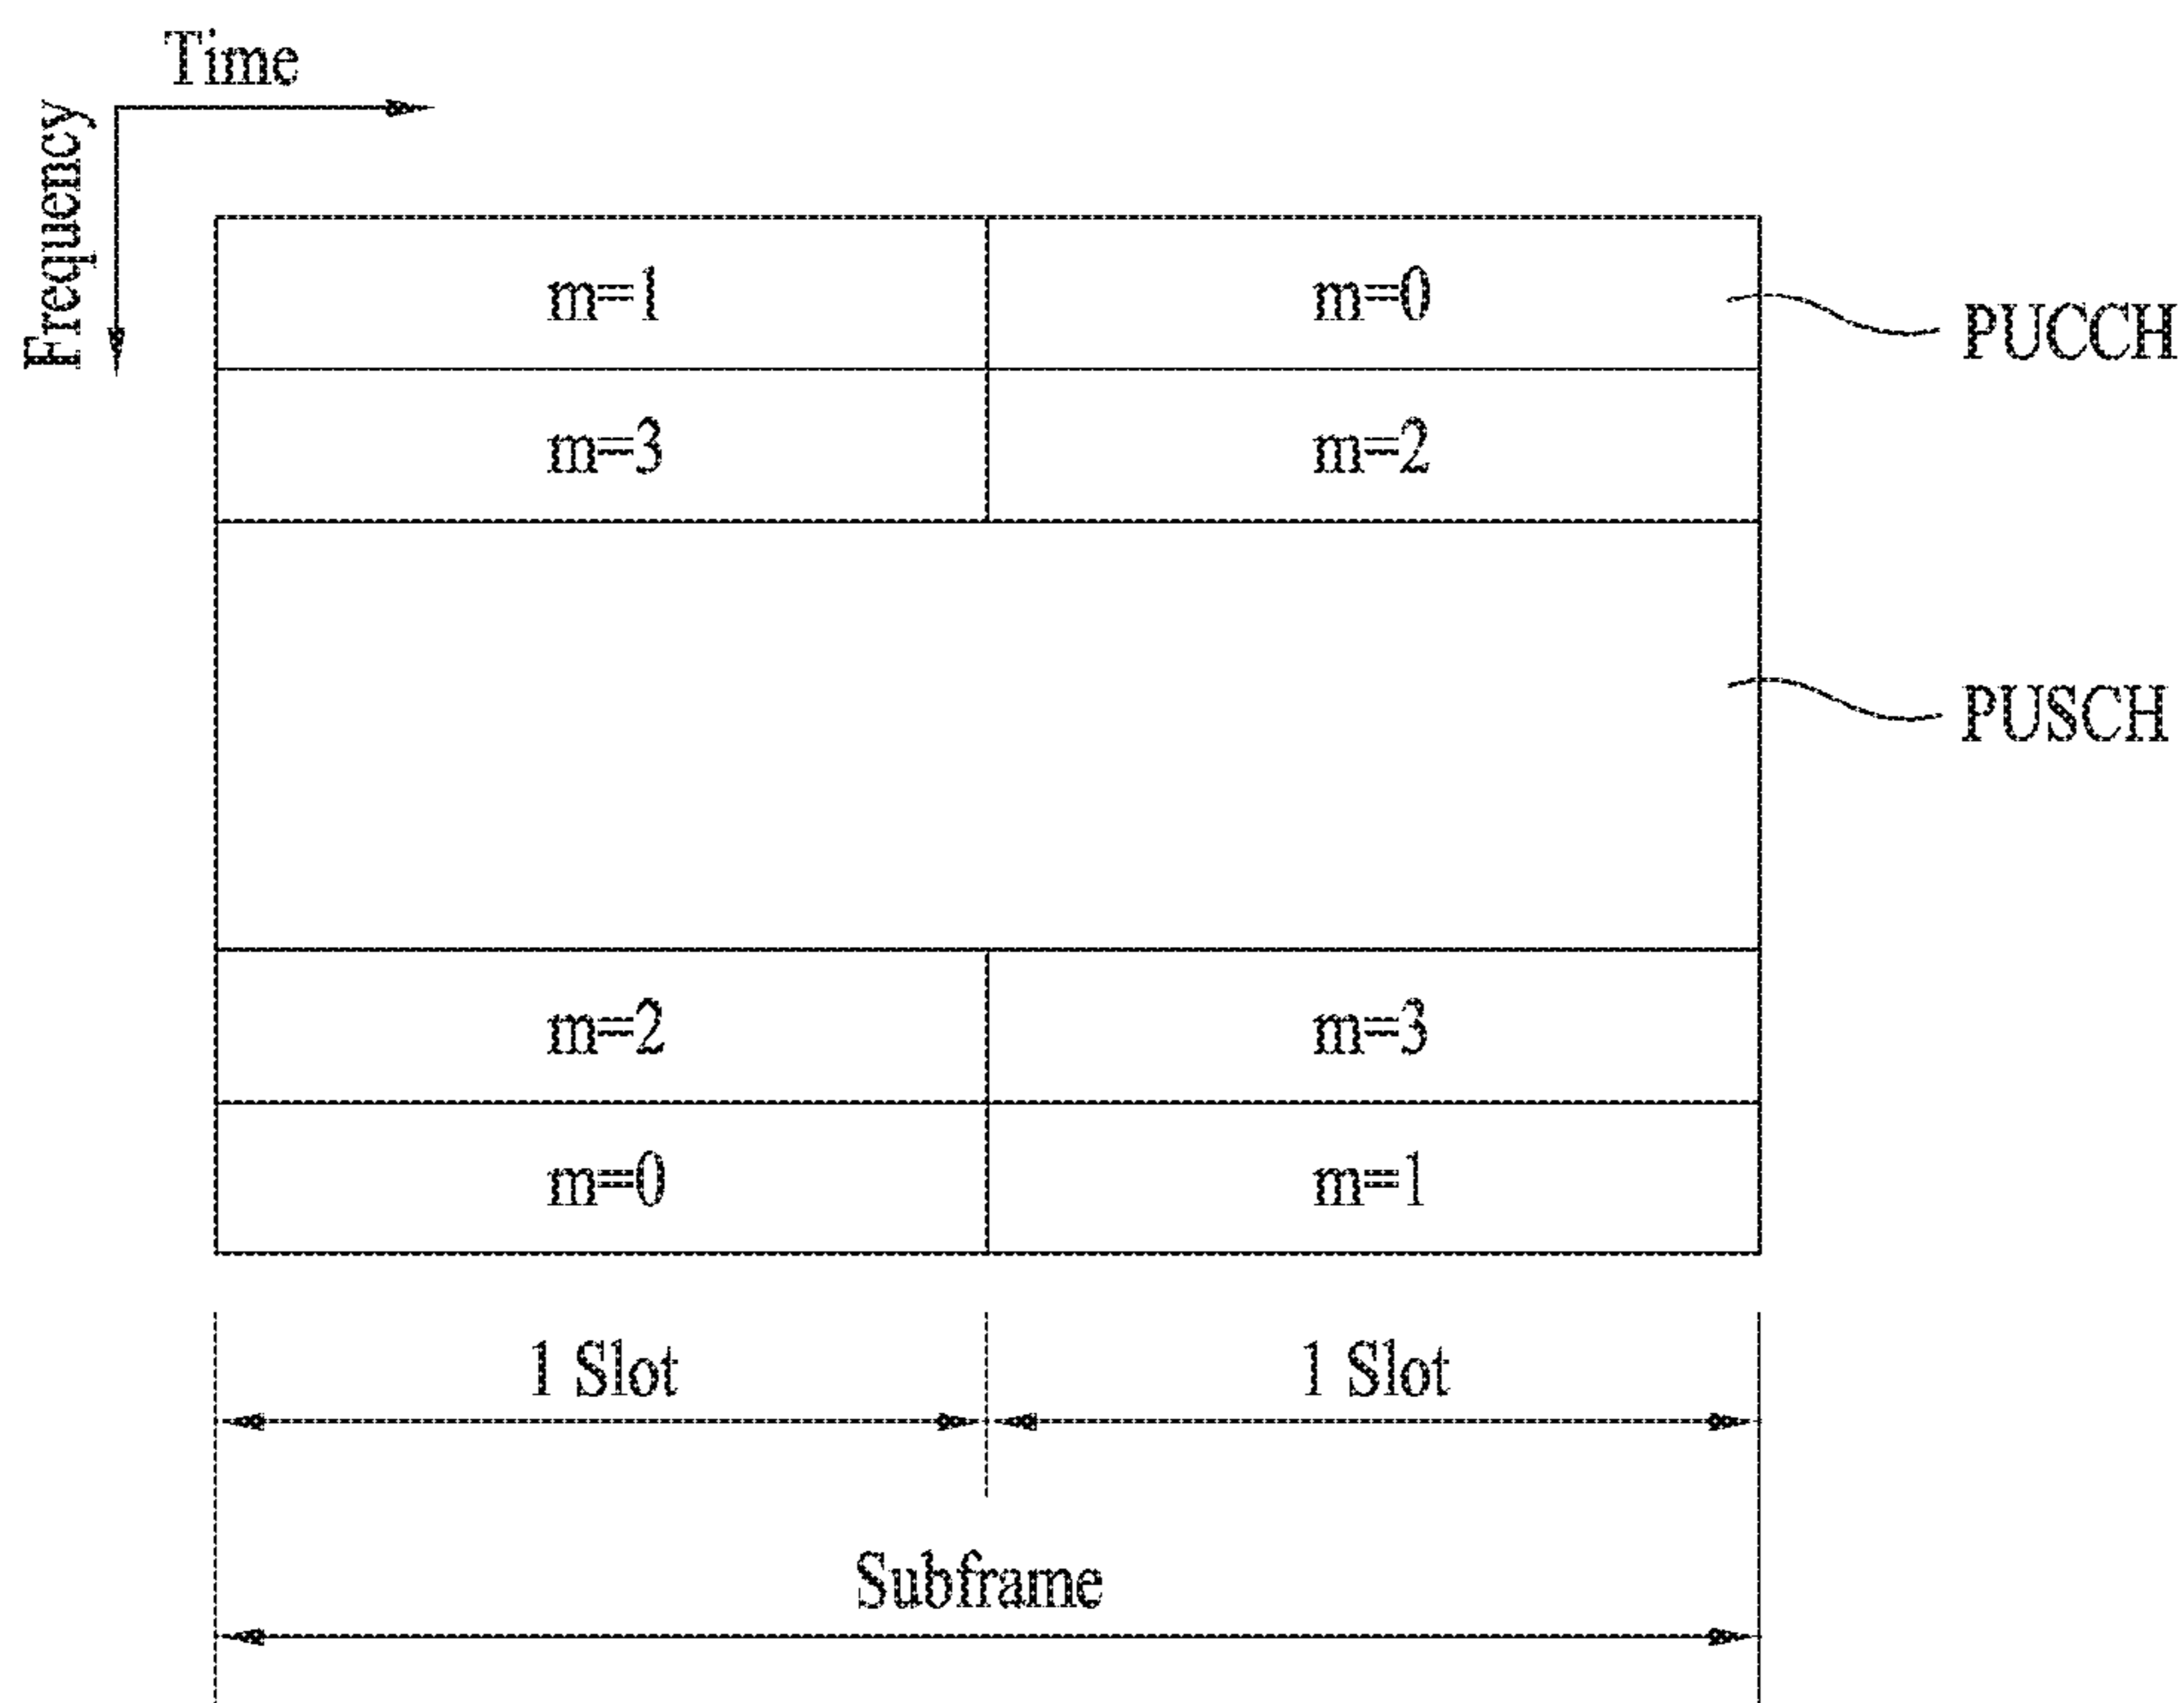 Time
Frequency
m=1
m=0
PUCCH
m=3
m=2
PUSCH
m=2
m=3
m=0
m=1
1 Slot
1 Slot
Subframe